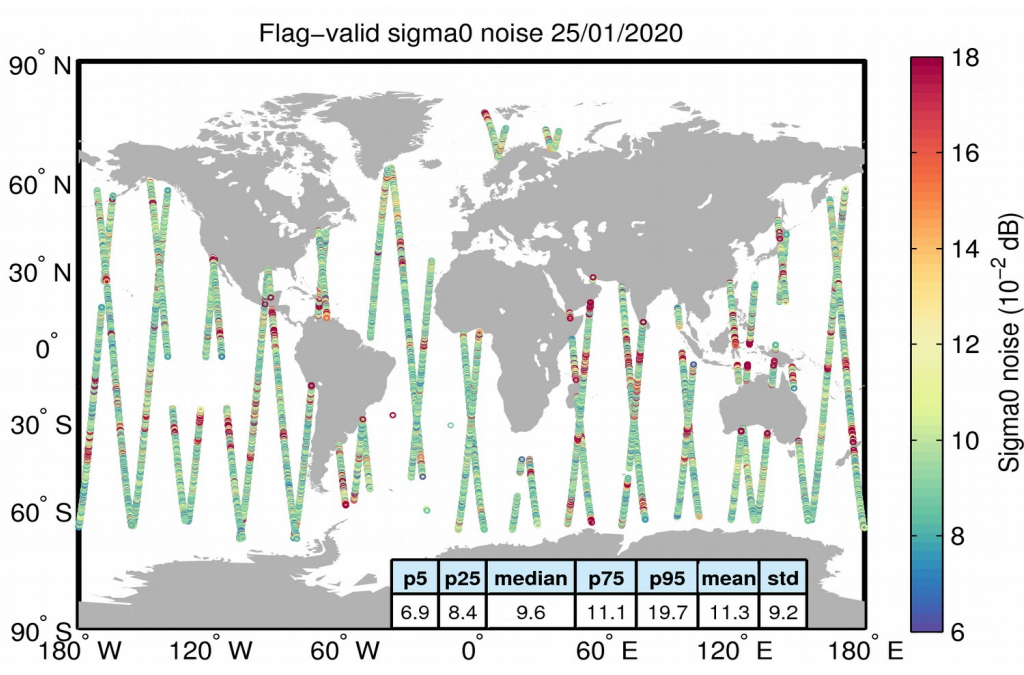 Flag−valid sigma0 noise 25/01/2020
90° N
60° N
30° N
0°
30° S
60° S
90° S
180° W
120° W
60° W
0°
60° E
120° E
180° E
p5 p25 median p75 p95 mean std
6.9 8.4 9.6 11.1 19.7 11.3 9.2
18
16
14
12
10
8
6
Sigma0 noise (10⁻² dB)